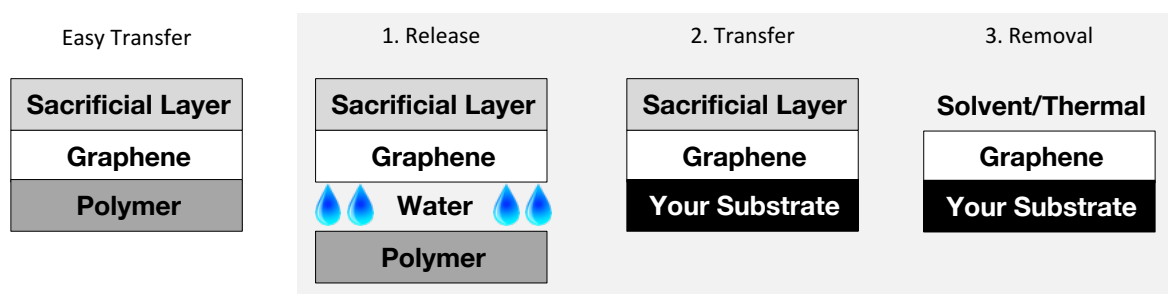 Easy Transfer
Sacrificial Layer
Graphene
Polymer
1. Release
Sacrificial Layer
Graphene
Water
Polymer
2. Transfer
Sacrificial Layer
Graphene
Your Substrate
3. Removal
Solvent/Thermal
Graphene
Your Substrate